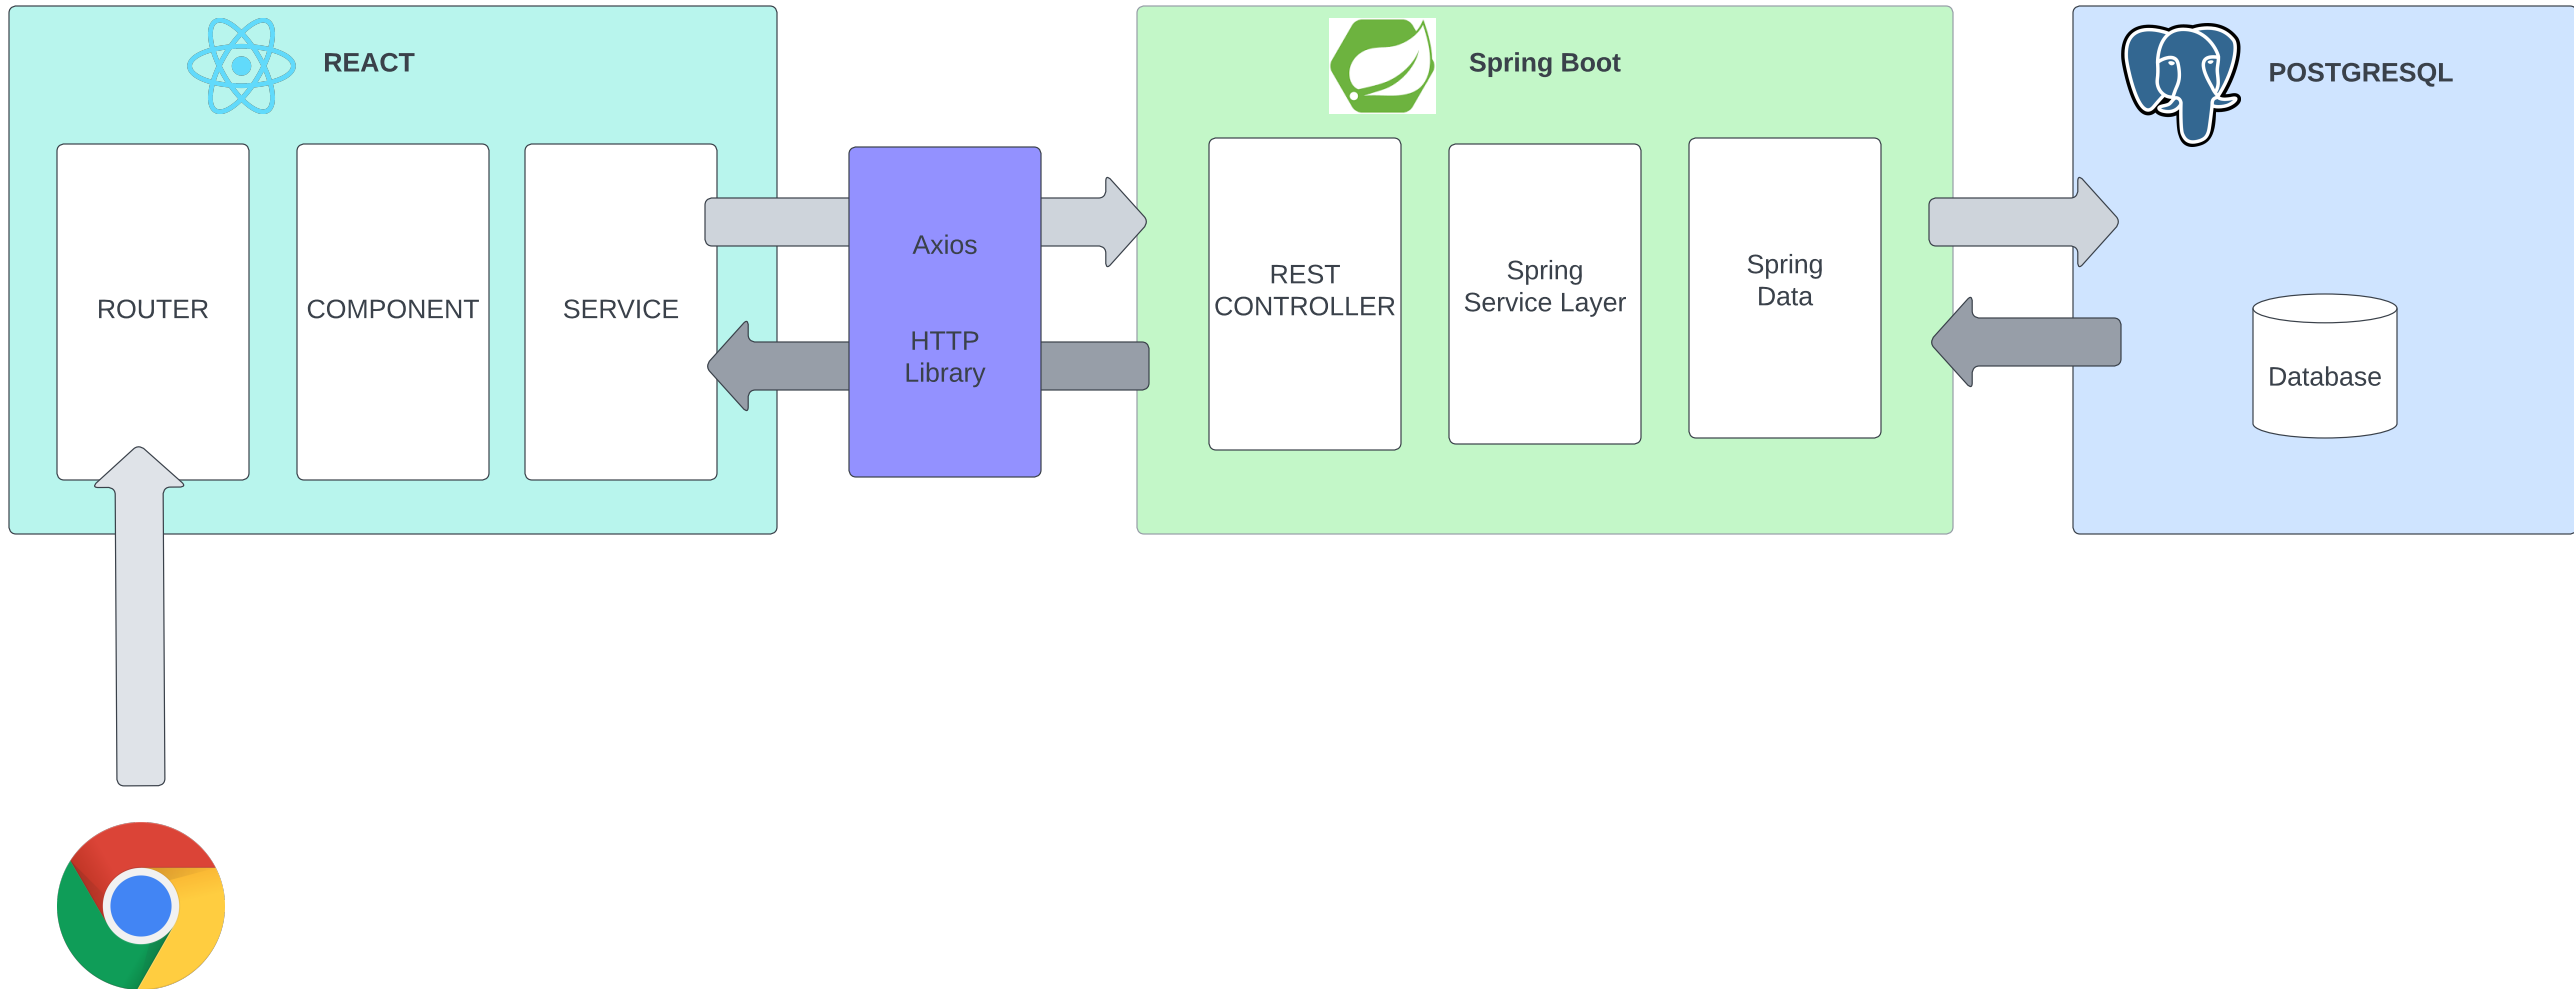 REACT
ROUTER
COMPONENT
SERVICE
Axios
HTTP
Library
Spring Boot
REST
CONTROLLER
Spring
Service Layer
Spring
Data
POSTGRESQL
Database